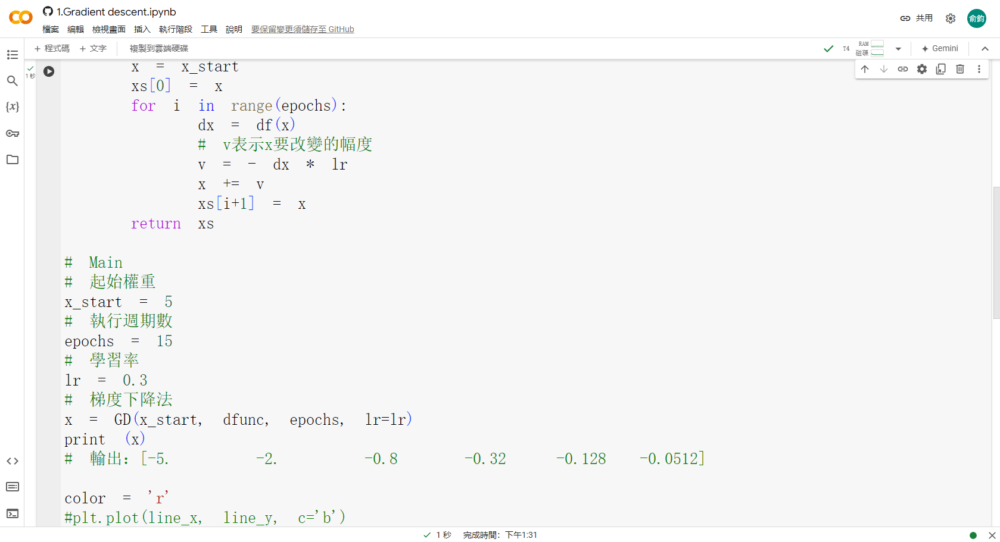 1.Gradient descent.ipynb
檔案 編輯 檢視畫面 插入 執行階段 工具 說明 要保留變更須儲存至 GitHub
共用
俞鈞
+ 程式碼 + 文字 複製到雲端硬碟
T4 RAM 磁碟 Gemini
1 秒
x = x_start
xs[0] = x
for i in range(epochs):
dx = df(x)
# v表示x要改變的幅度
v = - dx * lr
x += v
xs[i+1] = x
return xs
# Main
# 起始權重
x_start = 5
# 執行週期數
epochs = 15
# 學習率
lr = 0.3
# 梯度下降法
x = GD(x_start, dfunc, epochs, lr=lr)
print (x)
# 輸出：[-5. -2. -0.8 -0.32 -0.128 -0.0512]
color = 'r'
#plt.plot(line_x, line_y, c='b')
1 秒 完成時間：下午1:31